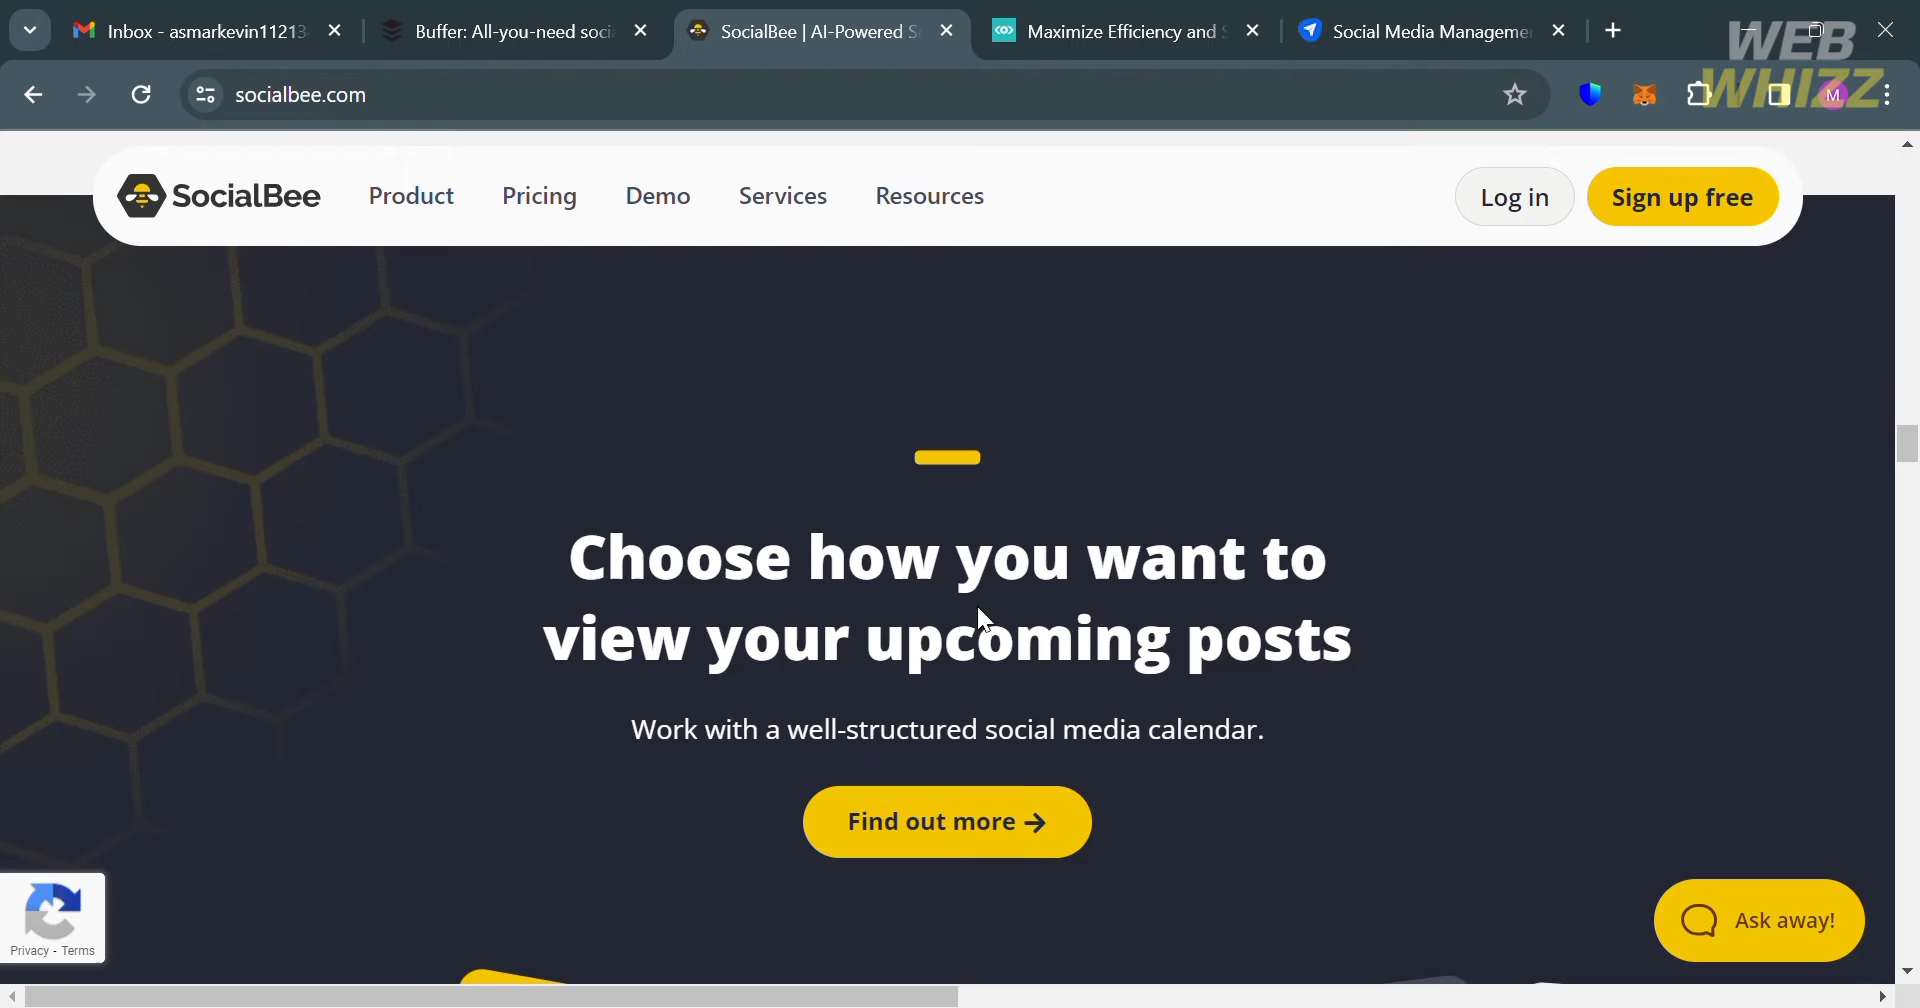 Inbox - asmarkevin11213
Buffer: All-you-need soci
SocialBee | AI-Powered S
Maximize Efficiency and S
Social Media Manageme
WEB
WHIZZ
socialbee.com
M
SocialBee
Product
Pricing
Demo
Services
Resources
Log in
Sign up free
Choose how you want to
view your upcoming posts
Work with a well-structured social media calendar.
Find out more →
Privacy - Terms
Ask away!